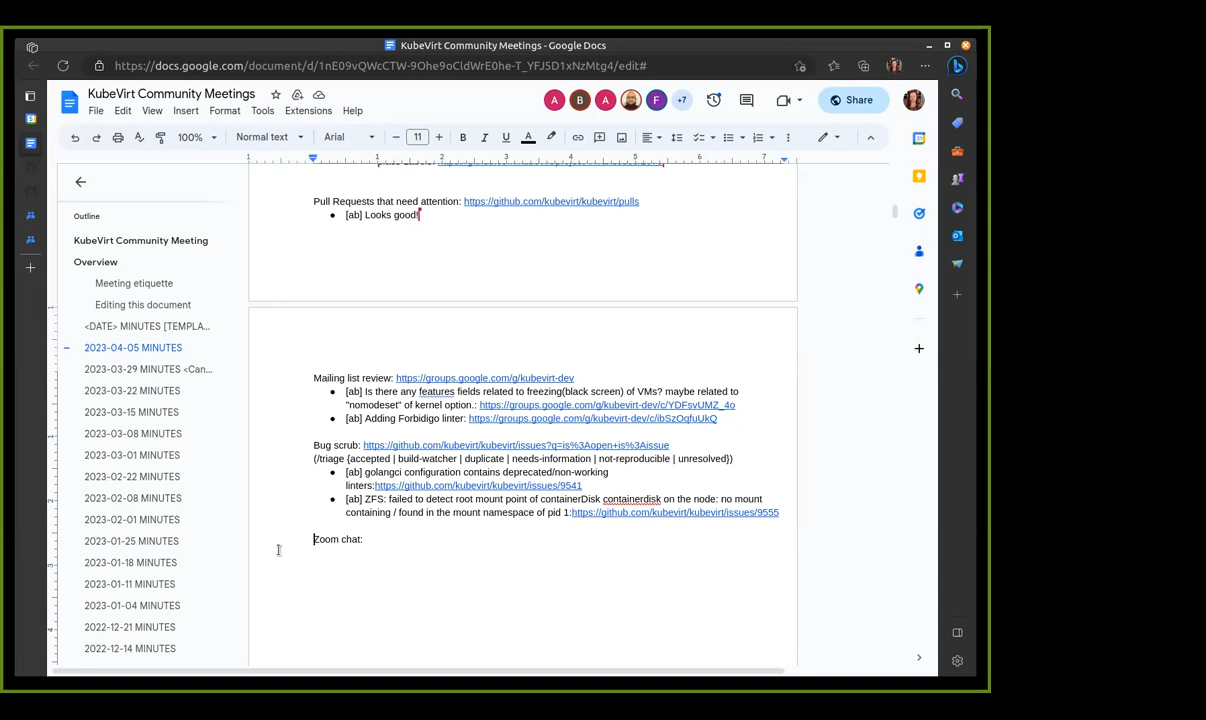 KubeVirt Community Meetings - Google Docs
https://docs.google.com/document/d/1nE09vQWcCTW-9Ohe9oCldWrE0he-T_YFJ5D1xNzMtg4/edit#
KubeVirt Community Meetings
File Edit View Insert Format Tools Extensions Help
A B A F +7
Share
100% Normal text Arial 11
1 1 2 3 4 5 6 7
Outline
KubeVirt Community Meeting
Overview
Meeting etiquette
Editing this document
<DATE> MINUTES [TEMPLA...
2023-04-05 MINUTES
2023-03-29 MINUTES <Can...
2023-03-22 MINUTES
2023-03-15 MINUTES
2023-03-08 MINUTES
2023-03-01 MINUTES
2023-02-22 MINUTES
2023-02-08 MINUTES
2023-02-01 MINUTES
2023-01-25 MINUTES
2023-01-18 MINUTES
2023-01-11 MINUTES
2023-01-04 MINUTES
2022-12-21 MINUTES
2022-12-14 MINUTES
Pull Requests that need attention: https://github.com/kubevirt/kubevirt/pulls
● [ab] Looks good!
Mailing list review: https://groups.google.com/g/kubevirt-dev
● [ab] Is there any features fields related to freezing(black screen) of VMs? maybe related to
"nomodeset" of kernel option.: https://groups.google.com/g/kubevirt-dev/c/YDFsvUMZ_4o
● [ab] Adding Forbidigo linter: https://groups.google.com/g/kubevirt-dev/c/ibSzOqfuUkQ
Bug scrub: https://github.com/kubevirt/kubevirt/issues?q=is%3Aopen+is%3Aissue
(/triage {accepted | build-watcher | duplicate | needs-information | not-reproducible | unresolved})
● [ab] golangci configuration contains deprecated/non-working
linters:https://github.com/kubevirt/kubevirt/issues/9541
● [ab] ZFS: failed to detect root mount point of containerDisk containerdisk on the node: no mount
containing / found in the mount namespace of pid 1:https://github.com/kubevirt/kubevirt/issues/9555
Zoom chat: